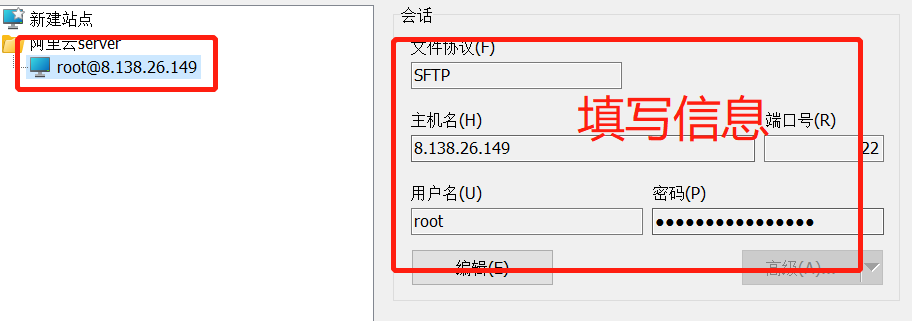 新建站点
阿里云server
root@8.138.26.149
会话
文件协议(F)
SFTP
填写信息
主机名(H)
端口号(R)
8.138.26.149
22
用户名(U)
密码(P)
root
●●●●●●●●●●●●●●●●
编辑(E)
高级(A)...